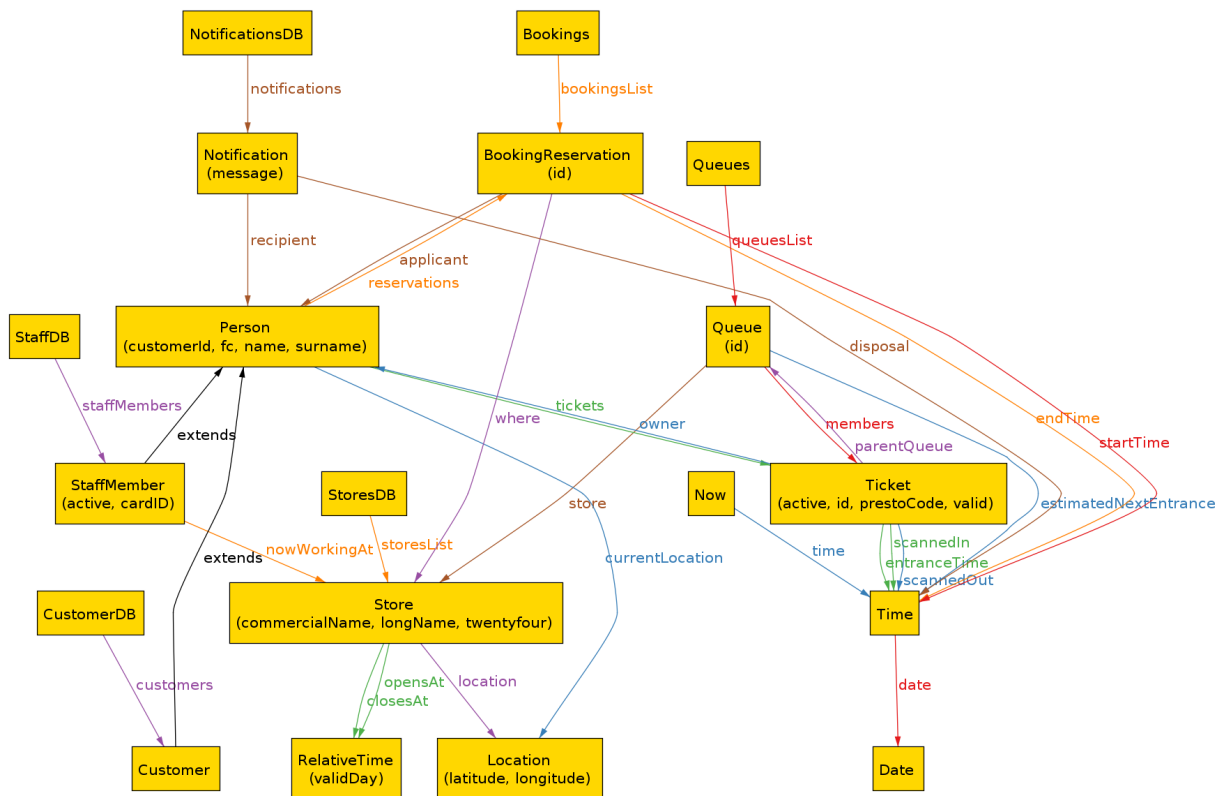 NotificationsDB
Bookings
notifications
bookingsList
Notification
(message)
BookingReservation
(id)
Queues
recipient
applicant
reservations
queuesList
StaffDB
Person
(customerId, fc, name, surname)
Queue
(id)
disposal
staffMembers
extends
tickets
owner
where
members
parentQueue
endTime
startTime
StaffMember
(active, cardID)
StoresDB
Now
Ticket
(active, id, prestoCode, valid)
store
estimatedNextEntrance
nowWorkingAt
storesList
extends
currentLocation
time
scannedIn
entranceTime
scannedOut
CustomerDB
Store
(commercialName, longName, twentyfour)
Time
customers
opensAt
closesAt
location
date
Customer
RelativeTime
(validDay)
Location
(latitude, longitude)
Date